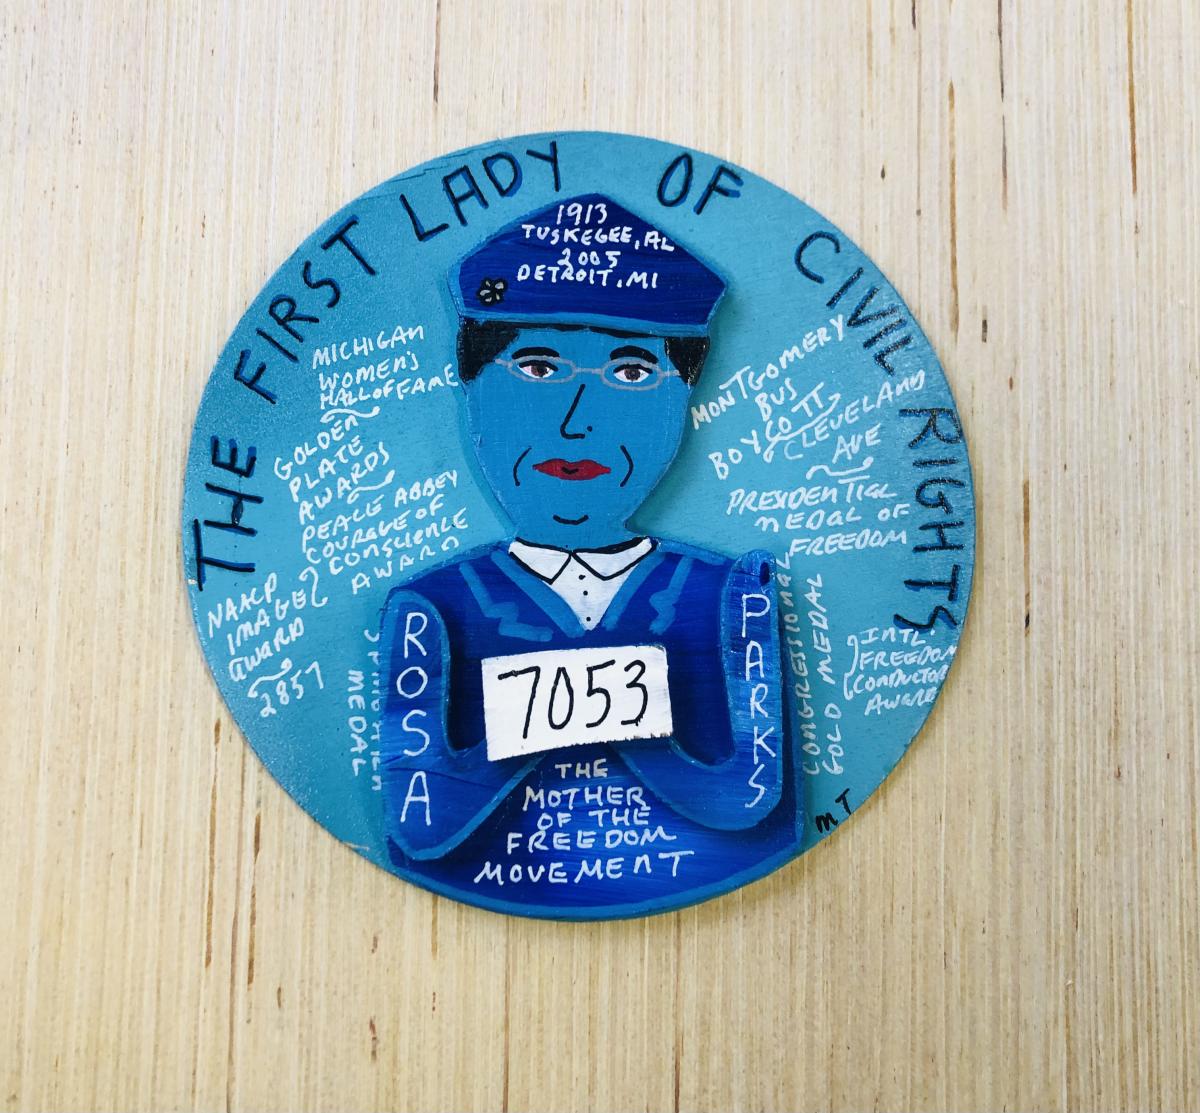 THE FIRST LADY OF CIVIL RIGHTS
1913
TUSKEGEE, AL
2005
DETROIT, MI
MICHIGAN
WOMEN'S
HALL OF FAME
GOLDEN
PLATE
AWARDS
PEACE ABBEY
COURAGE OF
CONSCIENCE
AWARD
NAACP
IMAGE
AWARD
2857
MEDAL
MONTGOMERY
BUS
BOYCOTT
CLEVELAND
AVE
PRESIDENTIAL
MEDAL OF
FREEDOM
CONGRESSIONAL
GOLD MEDAL
INTL.
FREEDOM
CONDUCTOR
AWARD
ROSA
PARKS
7053
THE
MOTHER
OF THE
FREEDOM
MOVEMENT
MT